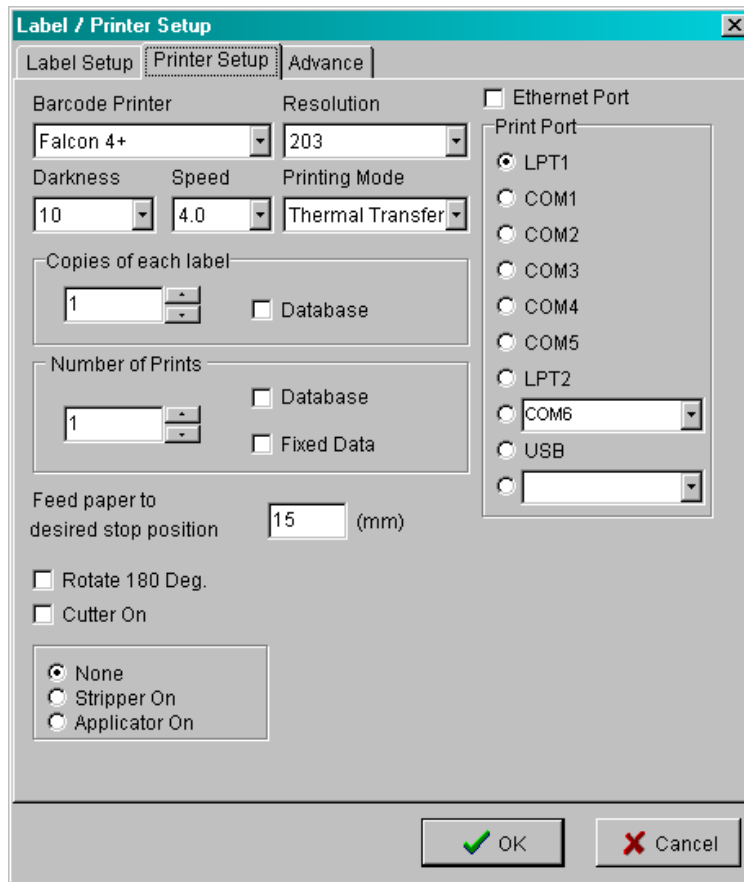 Label / Printer Setup
Label Setup Printer Setup Advance
Barcode Printer Resolution
Falcon 4+ 203
Darkness Speed Printing Mode
10 4.0 Thermal Transfer
Copies of each label
1 Database
Number of Prints
1 Database
Fixed Data
Feed paper to
desired stop position 15 (mm)
Rotate 180 Deg.
Cutter On
None
Stripper On
Applicator On
Ethernet Port
Print Port
LPT1
COM1
COM2
COM3
COM4
COM5
LPT2
COM6
USB
OK Cancel